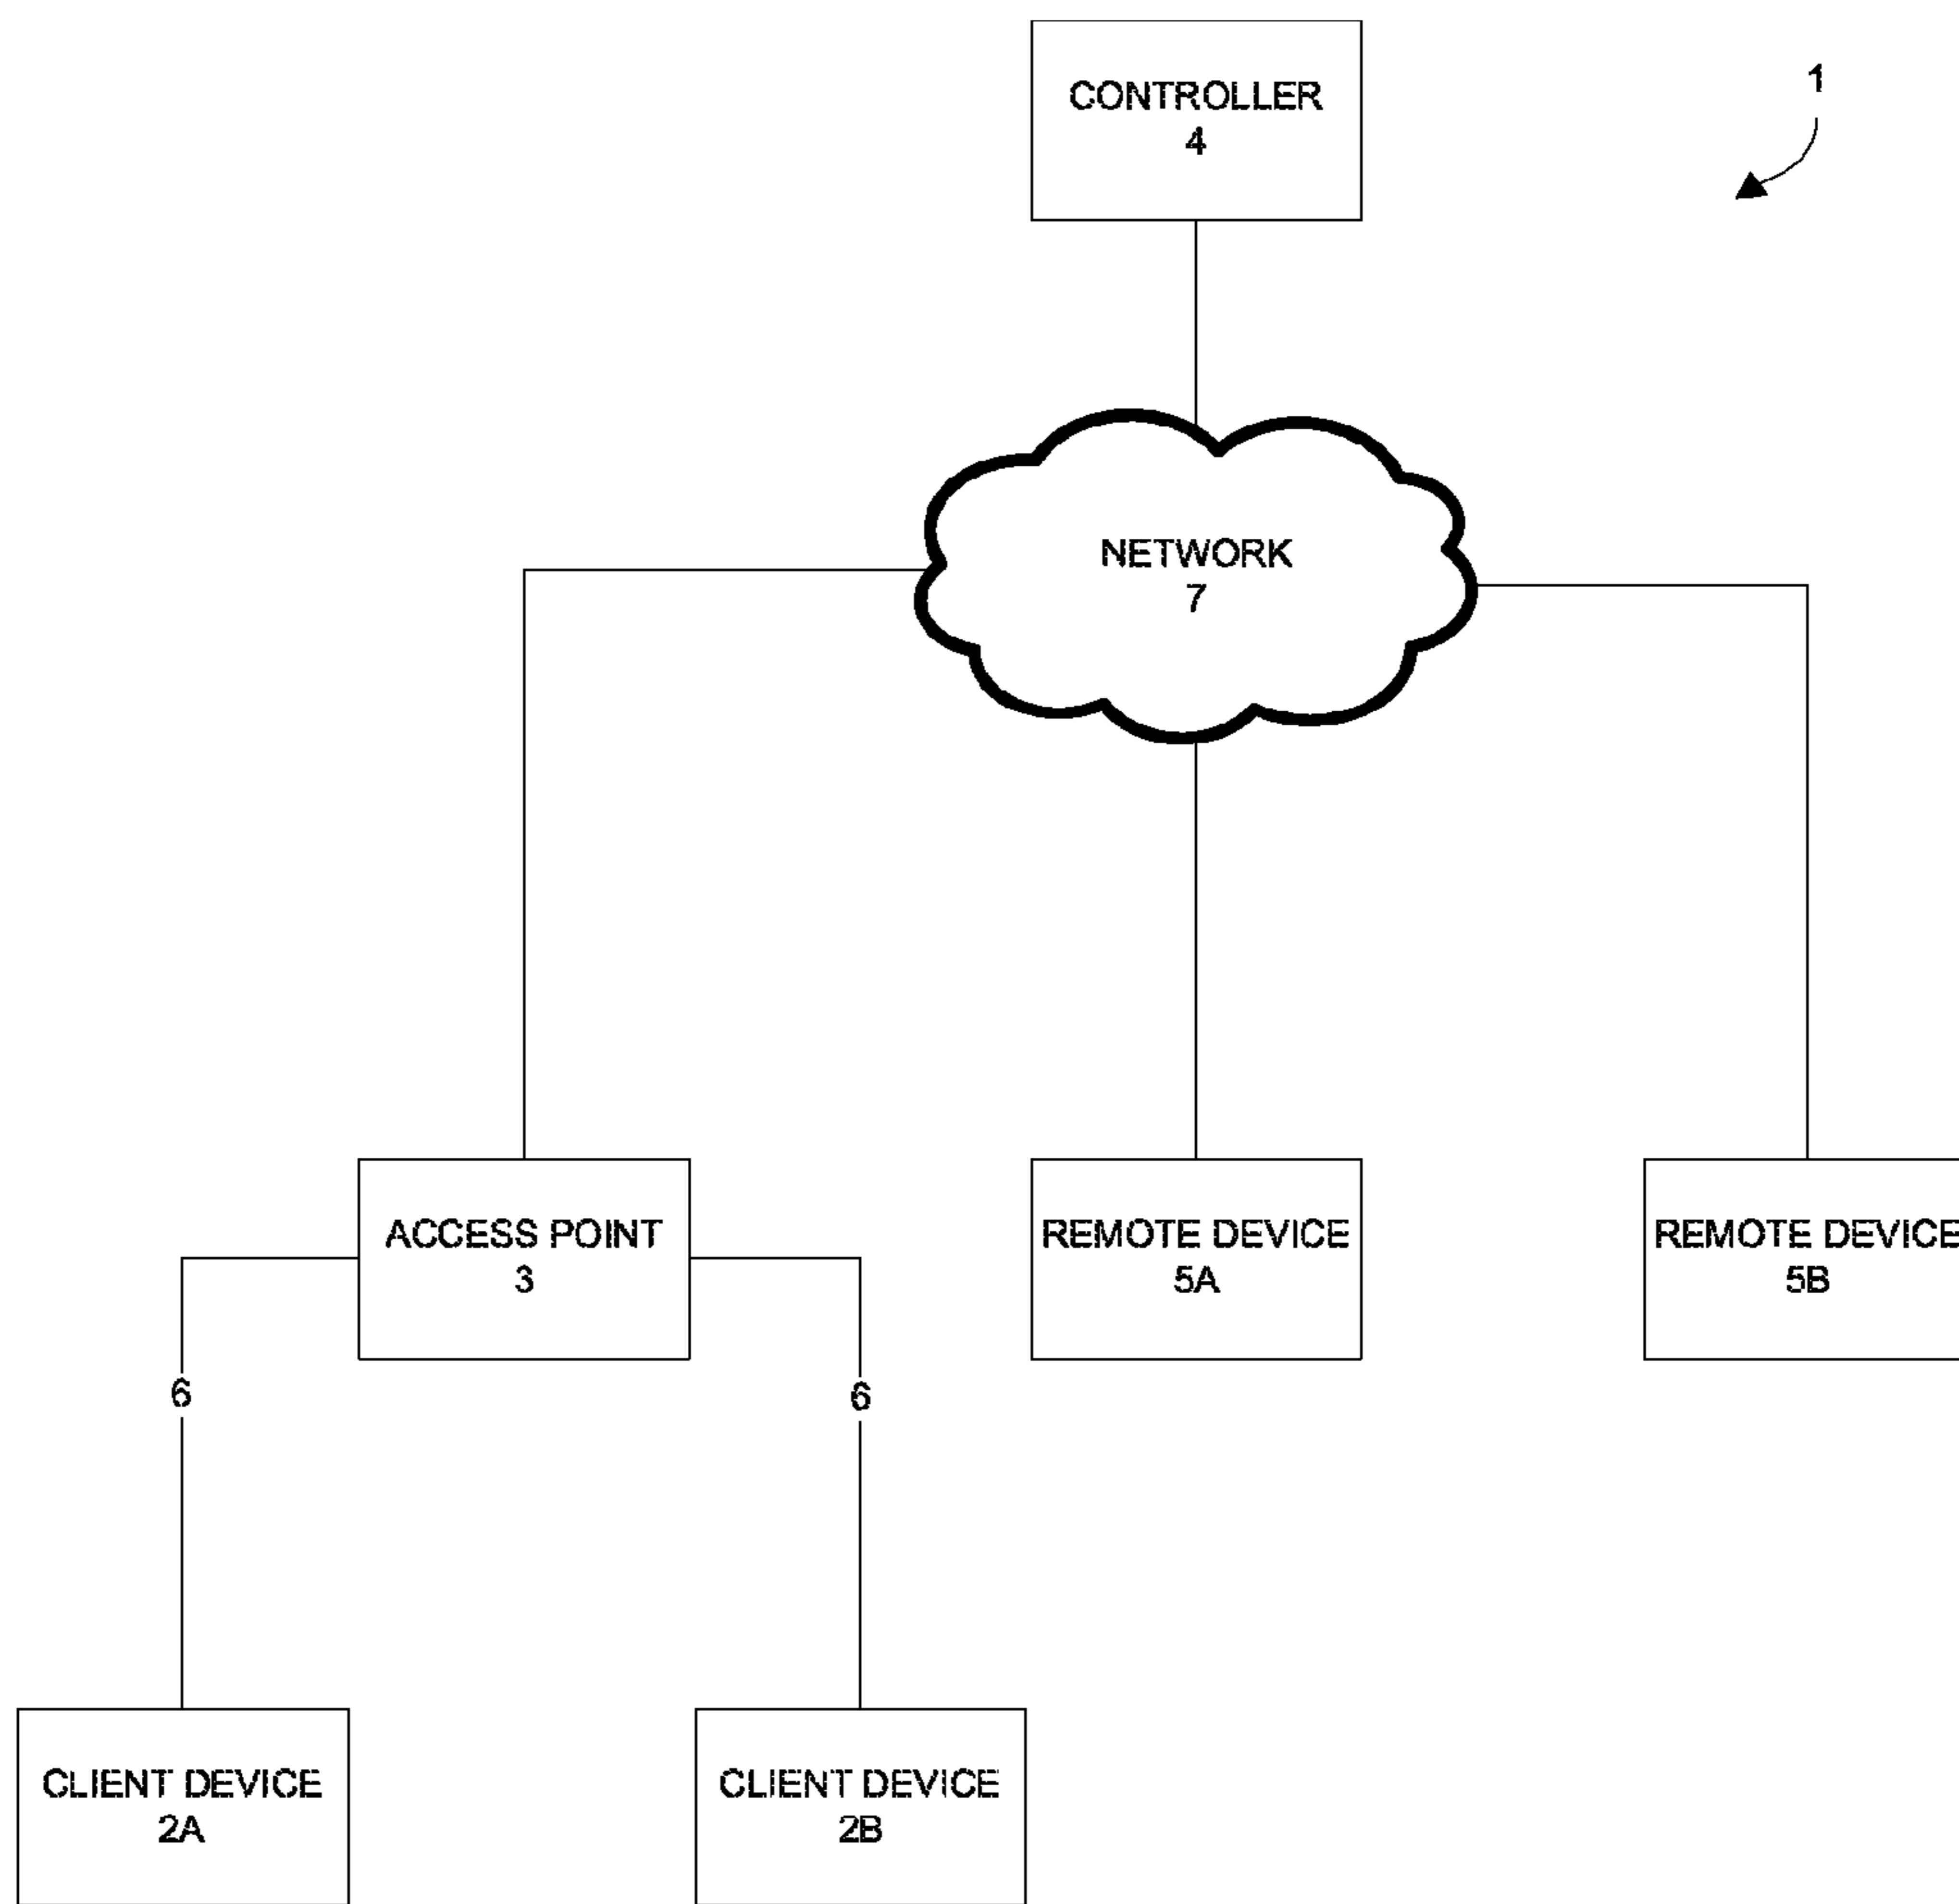 CONTROLLER
4
1
NETWORK
7
ACCESS POINT
3
REMOTE DEVICE
5A
REMOTE DEVICE
5B
6
6
CLIENT DEVICE
2A
CLIENT DEVICE
2B